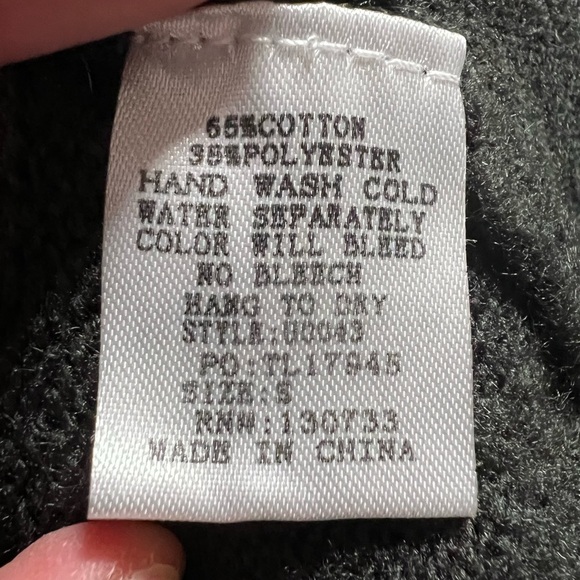 65%COTTON
35%POLYESTER
HAND WASH COLD
WATER SEPARATELY
COLOR WILL BLEED
NO BLEECH
HANG TO DRY
STYLE:U0043
PO:TL17945
SIZE:S
RN#:130733
MADE IN CHINA